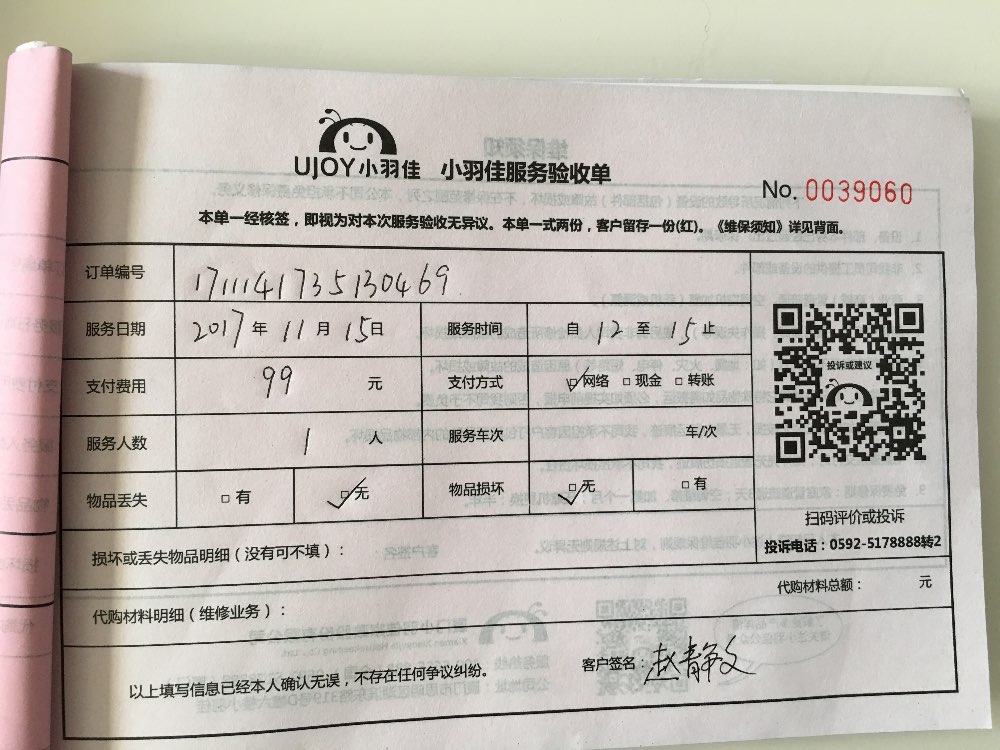 UJOY小羽佳 小羽佳服务验收单
No. 0039060
本单一经核签，即视为对本次服务验收无异议。本单一式两份，客户留存一份(红)。《维保须知》详见背面。
订单编号 1711141735130469
服务日期 2017年11月15日 服务时间 自12至15止
支付费用 99 元 支付方式 网络 现金 转账
服务人数 1 人 服务车次 车/次
物品丢失 有 无 物品损坏 无 有
投诉或建议
扫码评价或投诉
投诉电话：0592-5178888转2
损坏或丢失物品明细（没有可不填）：
代购材料明细（维修业务）：
代购材料总额： 元
以上填写信息已经本人确认无误，不存在任何争议纠纷。
客户签名：赵静文